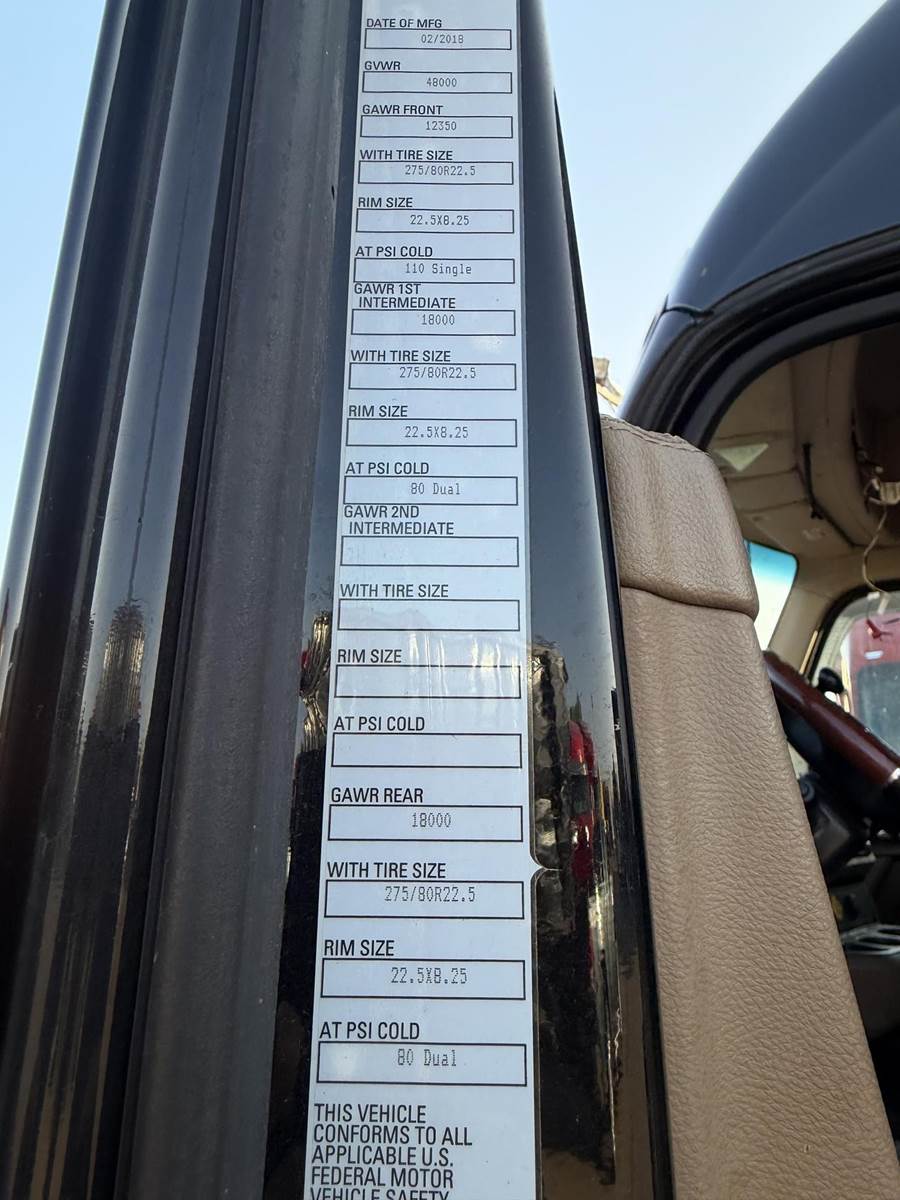 DATE OF MFG
02/2018
GVWR
48000
GAWR FRONT
12350
WITH TIRE SIZE
275/80R22.5
RIM SIZE
22.5X8.25
AT PSI COLD
110 Single
GAWR 1ST
INTERMEDIATE
18000
WITH TIRE SIZE
275/80R22.5
RIM SIZE
22.5X8.25
AT PSI COLD
80 Dual
GAWR 2ND
INTERMEDIATE
WITH TIRE SIZE
RIM SIZE
AT PSI COLD
GAWR REAR
18000
WITH TIRE SIZE
275/80R22.5
RIM SIZE
22.5X8.25
AT PSI COLD
80 Dual
THIS VEHICLE
CONFORMS TO ALL
APPLICABLE U.S.
FEDERAL MOTOR
VEHICLE SAFETY